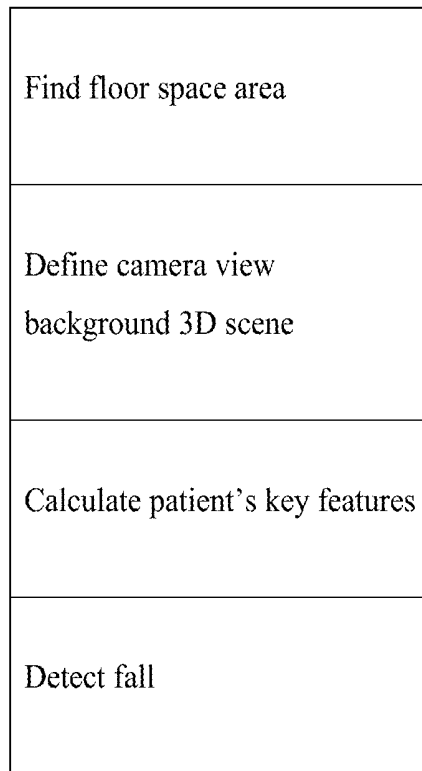 Find floor space area
Define camera view
background 3D scene
Calculate patient’s key features
Detect fall